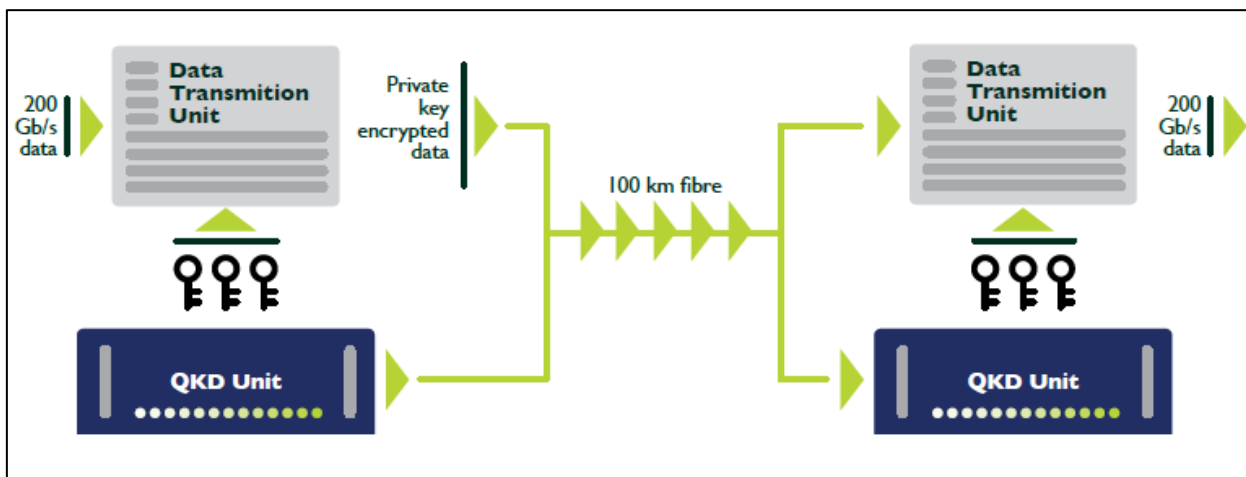 200
Gb/s
data
Data
Transmition
Unit
Private
key
encrypted
data
100 km fibre
Data
Transmition
Unit
200
Gb/s
data
QKD Unit
QKD Unit